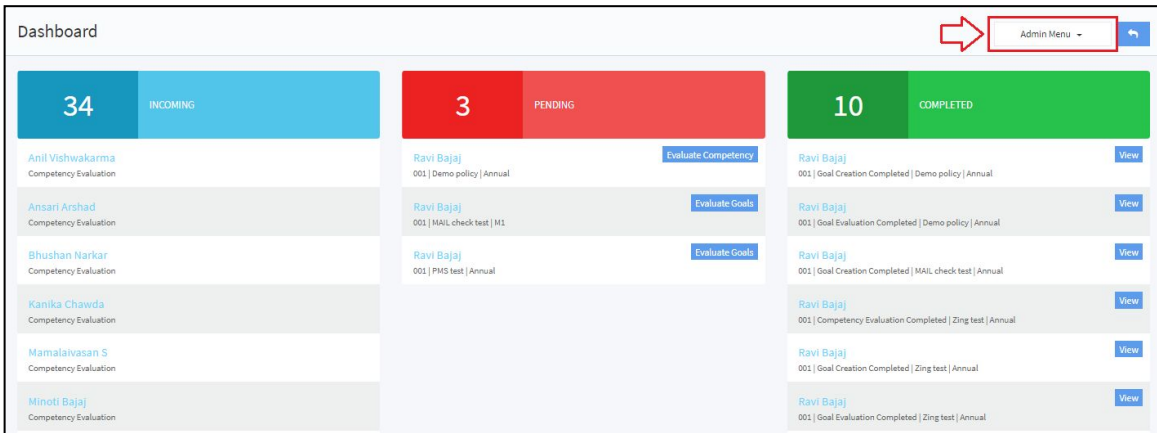 Dashboard
Admin Menu
34 INCOMING
Anil Vishwakarma
Competency Evaluation
Ansari Arshad
Competency Evaluation
Bhushan Narkar
Competency Evaluation
Kanika Chawda
Competency Evaluation
Mamalaivasan S
Competency Evaluation
Minoti Bajaj
Competency Evaluation
3 PENDING
Ravi Bajaj Evaluate Competency
001 | Demo policy | Annual
Ravi Bajaj Evaluate Goals
001 | MAIL check test | M1
Ravi Bajaj Evaluate Goals
001 | PMS test | Annual
10 COMPLETED
Ravi Bajaj View
001 | Goal Creation Completed | Demo policy | Annual
Ravi Bajaj View
001 | Goal Evaluation Completed | Demo policy | Annual
Ravi Bajaj View
001 | Goal Creation Completed | MAIL check test | Annual
Ravi Bajaj View
001 | Competency Evaluation Completed | Zing test | Annual
Ravi Bajaj View
001 | Goal Creation Completed | Zing test | Annual
Ravi Bajaj View
001 | Goal Evaluation Completed | Zing test | Annual